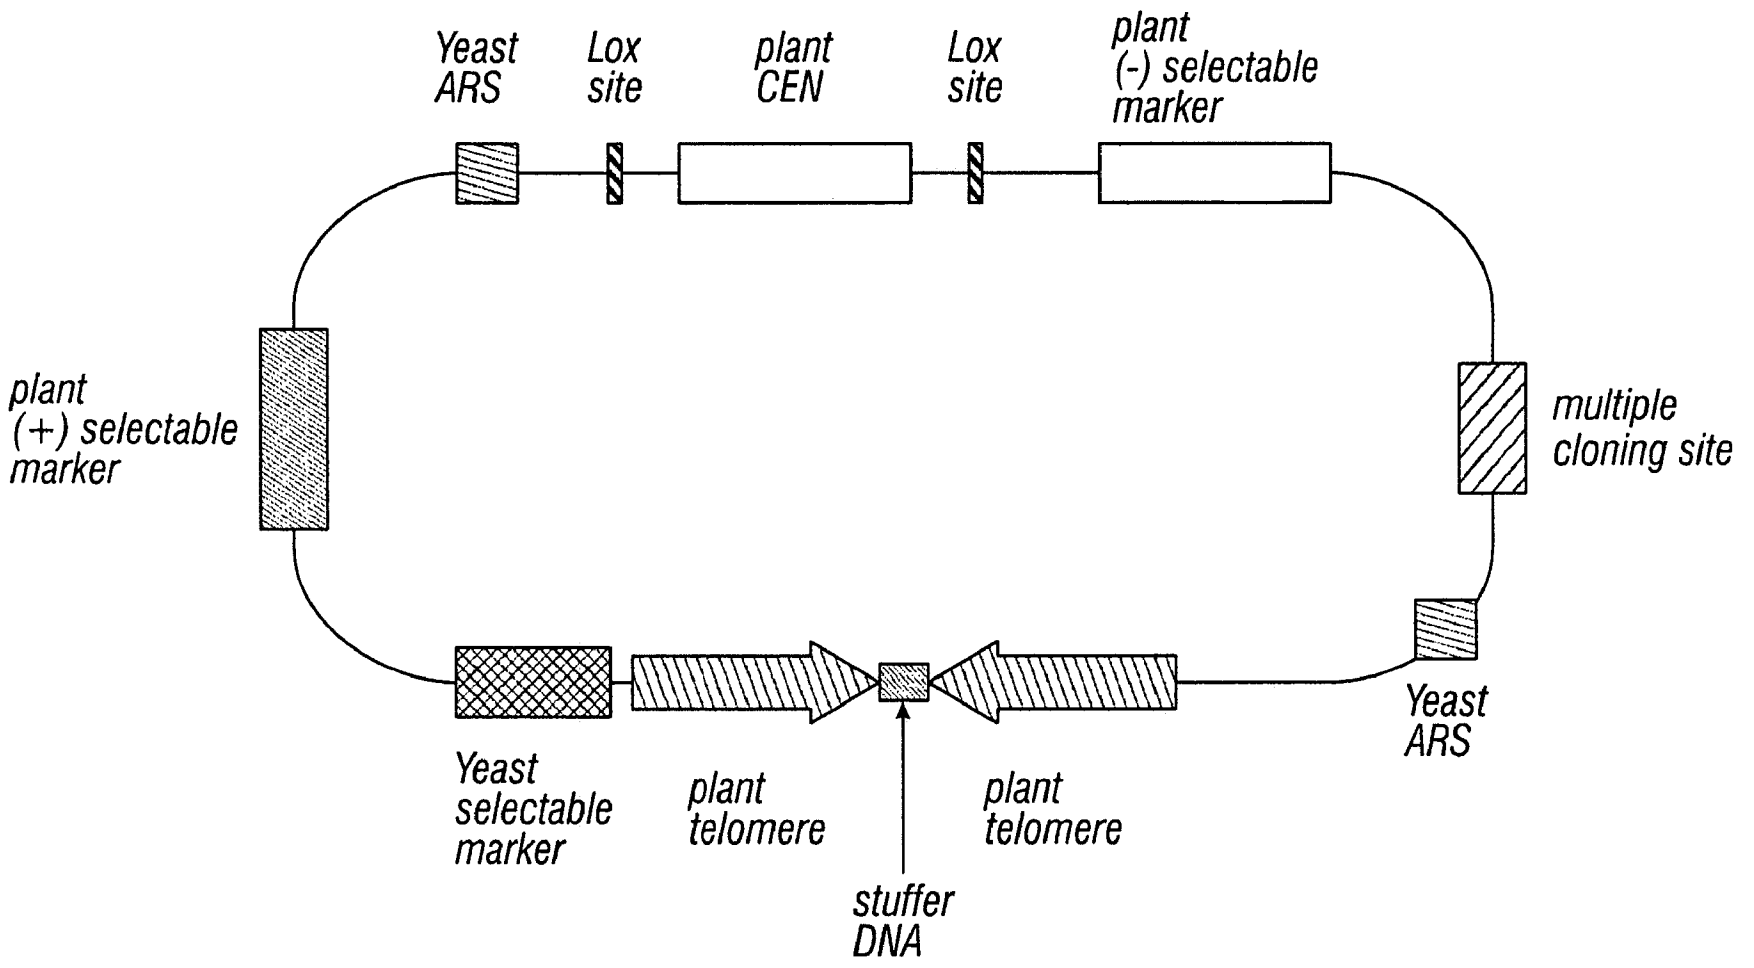 Yeast
ARS
Lox
site
plant
CEN
Lox
site
plant
(-) selectable
marker
plant
(+) selectable
marker
multiple
cloning site
Yeast
selectable
marker
plant
telomere
plant
telomere
Yeast
ARS
stuffer
DNA